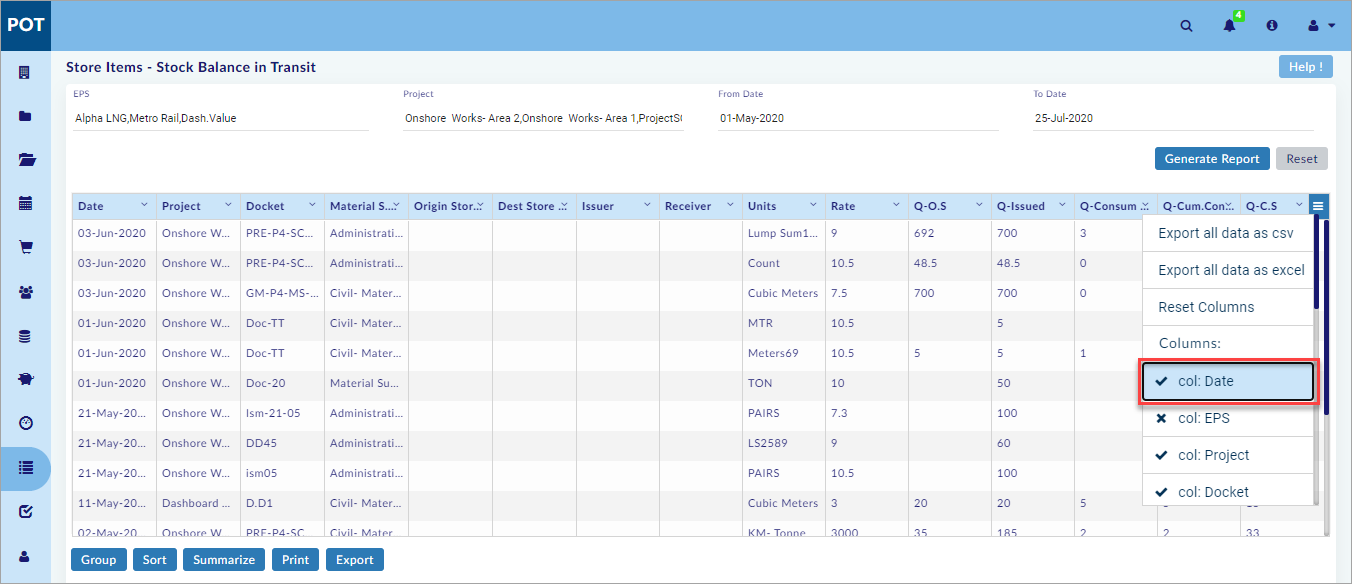 POT
4
Store Items - Stock Balance in Transit
Help !
EPS Project From Date To Date
Alpha LNG,Metro Rail,Dash.Value Onshore Works- Area 2,Onshore Works- Area 1,ProjectS 01-May-2020 25-Jul-2020
Generate Report Reset
Date Project Docket Material S... Origin Stor... Dest Store ... Issuer Receiver Units Rate Q-O.S Q-Issued Q-Consum ... Q-Cum.Con... Q-C.S
03-Jun-2020 Onshore W... PRE-P4-SC... Administrati... Lump Sum1... 9 692 700 3
03-Jun-2020 Onshore W... PRE-P4-SC... Administrati... Count 10.5 48.5 48.5 0
03-Jun-2020 Onshore W... GM-P4-MS-... Civil- Mater... Cubic Meters 7.5 700 700 0
01-Jun-2020 Onshore W... Doc-TT Civil- Mater... MTR 10.5 5
01-Jun-2020 Onshore W... Doc-TT Civil- Mater... Meters69 10.5 5 5 1
01-Jun-2020 Onshore W... Doc-20 Material Su... TON 10 50
21-May-20... Onshore W... Ism-21-05 Administrati... PAIRS 7.3 100
21-May-20... Onshore W... DD45 Administrati... LS2589 9 60
21-May-20... Onshore W... ism05 Administrati... PAIRS 10.5 100
11-May-20... Dashboard ... D.D1 Civil- Mater... Cubic Meters 3 20 20 5
02-May-20... Onshore W... PRE-P4-SC... Civil- Mater... KM- Tonne 3000 35 185 2 2 33
Export all data as csv
Export all data as excel
Reset Columns
Columns:
col: Date
col: EPS
col: Project
col: Docket
Group Sort Summarize Print Export